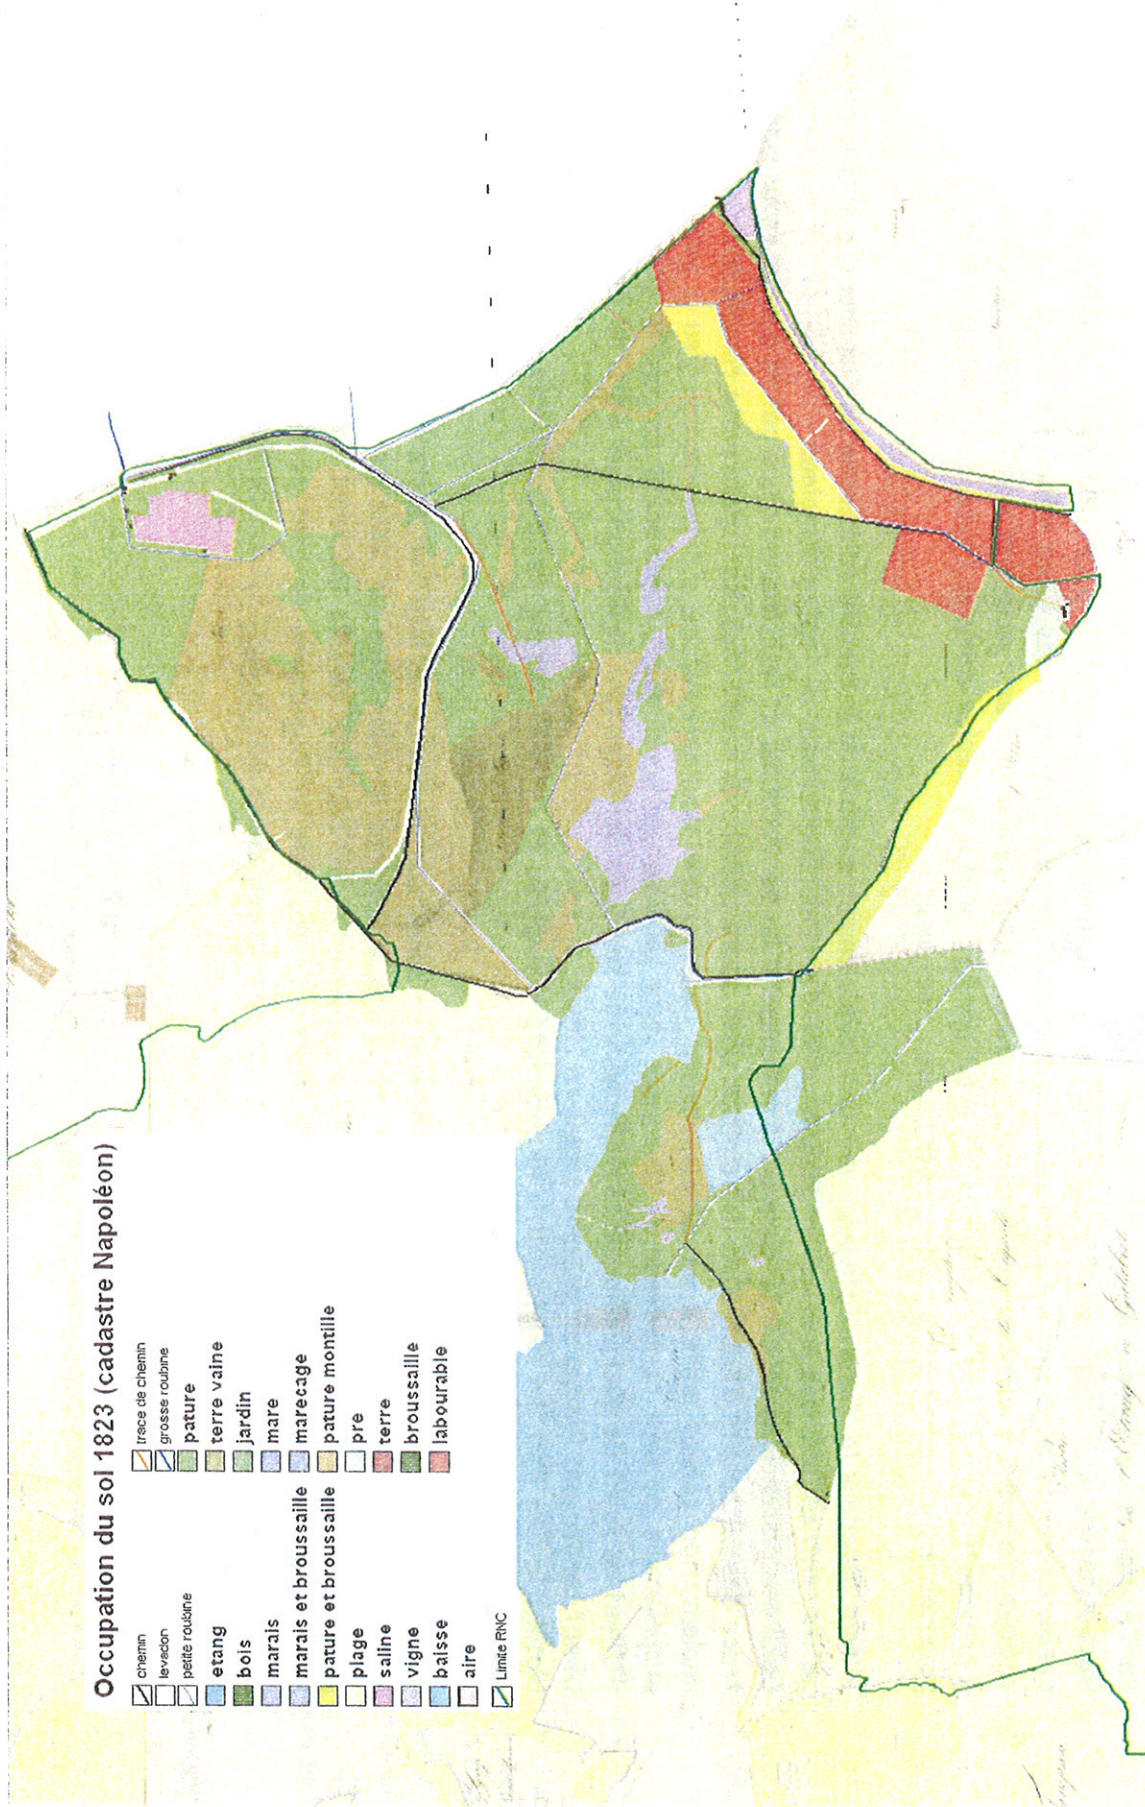 Occupation du sol 1823 (cadastre Napoléon)
chemin
levadon
petite roubine
etang
bois
marais
marais et broussaille
pature et broussaille
plage
saline
vigne
baisse
aire
Limite RNC
trace de chemin
grosse roubine
pature
terre vaine
jardin
mare
marecage
pature montille
pre
terre
broussaille
labourable